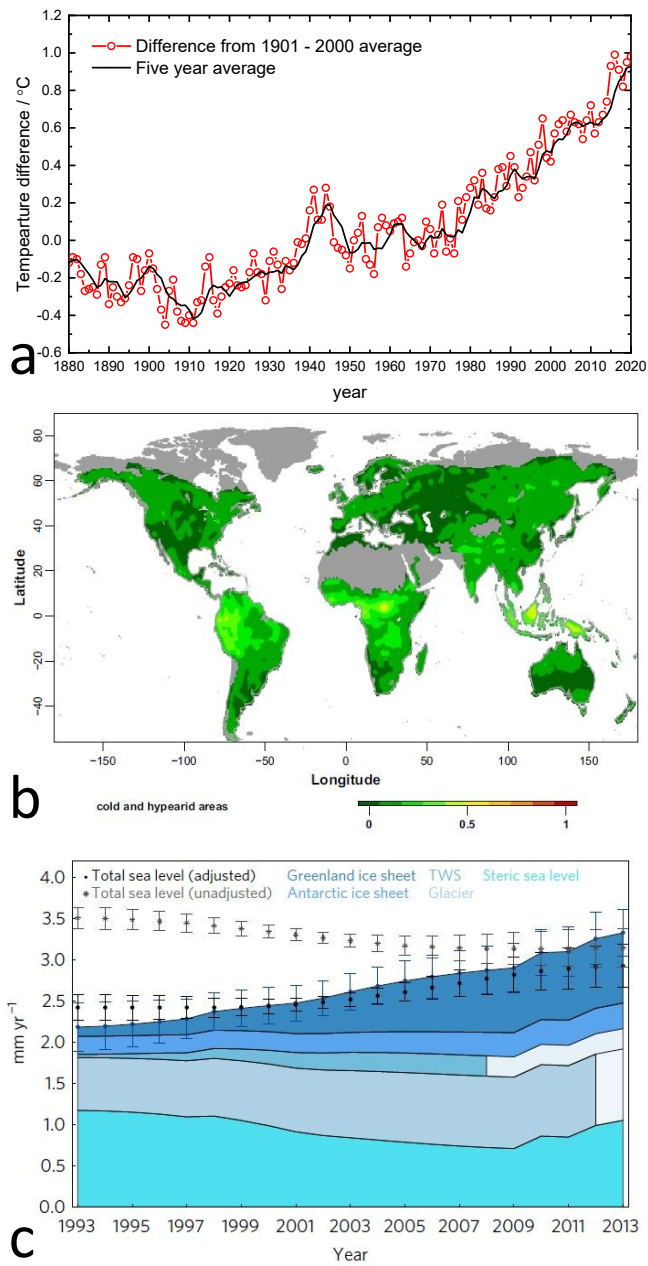 1.2
Difference from 1901 - 2000 average
1.0
Five year average
0.8
0.6
0.4
0.2
0.0
-0.2
-0.4
-0.6
Tempearture difference / °C
1880 1890 1900 1910 1920 1930 1940 1950 1960 1970 1980 1990 2000 2010 2020
year
a
80
60
40
20
0
−20
−40
Latitude
−150 −100 −50 0 50 100 150
Longitude
cold and hypearid areas
0 0.5 1
b
4.0
Total sea level (adjusted) Greenland ice sheet TWS Steric sea level
Total sea level (unadjusted) Antarctic ice sheet Glacier
3.5
3.0
2.5
2.0
1.5
1.0
0.5
0.0
mm yr⁻¹
1993 1995 1997 1999 2001 2003 2005 2007 2009 2011 2013
Year
c